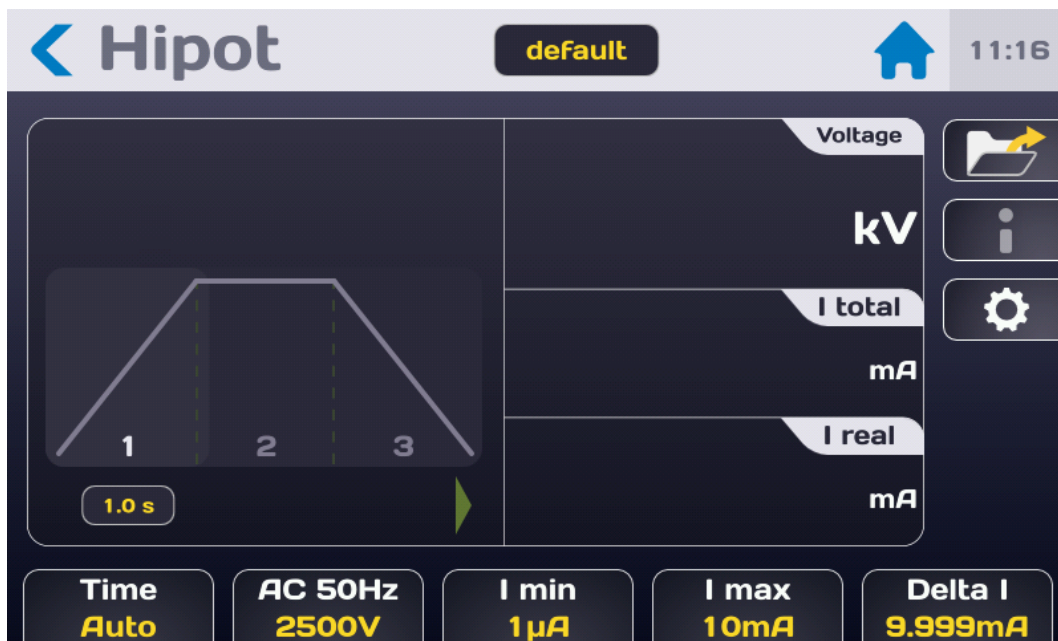 Hipot
default
11:16
Voltage
kV
I total
mA
I real
mA
1
2
3
1.0 s
Time
Auto
AC 50Hz
2500V
I min
1µA
I max
10mA
Delta I
9.999mA